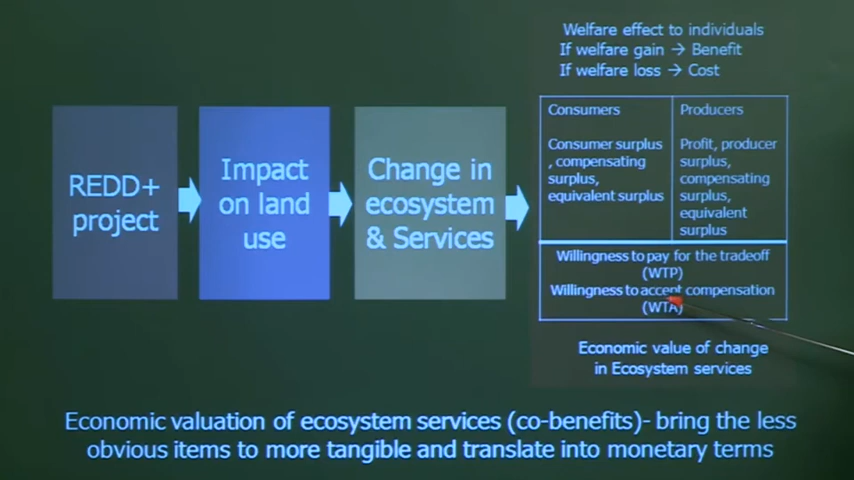 Welfare effect to individuals
If welfare gain → Benefit
If welfare loss → Cost
REDD+
project
Impact
on land
use
Change in
ecosystem
& Services
Consumers
Consumer surplus
, compensating
surplus,
equivalent surplus
Producers
Profit, producer
surplus,
compensating
surplus,
equivalent
surplus
Willingness to pay for the tradeoff
(WTP)
Willingness to accept compensation
(WTA)
Economic value of change
in Ecosystem services
Economic valuation of ecosystem services (co-benefits)- bring the less
obvious items to more tangible and translate into monetary terms